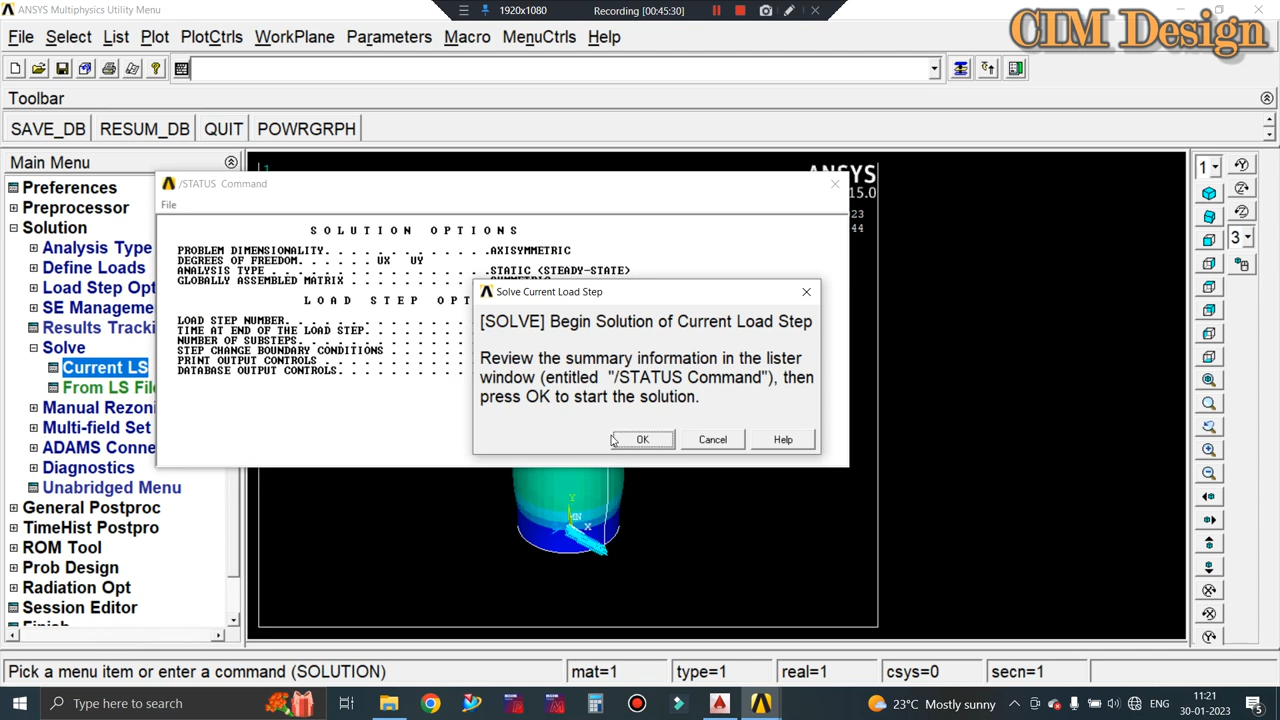 ANSYS Multiphysics Utility Menu
1920x1080
Recording [00:45:30]
CIM Design
File Select List Plot PlotCtrls WorkPlane Parameters Macro MenuCtrls Help
Toolbar
SAVE_DB RESUM_DB QUIT POWRGRPH
Main Menu
Preferences
Preprocessor
Solution
Analysis Type
Define Loads
Load Step Opt
SE Management
Results Tracki
Solve
Current LS
From LS File
Manual Rezoni
Multi-field Set
ADAMS Conne
Diagnostics
Unabridged Menu
General Postproc
TimeHist Postpro
ROM Tool
Prob Design
Radiation Opt
Session Editor
Finish
1
ANSYS
15.0
23
44
/STATUS Command
File
S O L U T I O N   O P T I O N S
PROBLEM DIMENSIONALITY. . . . . . . . . . . . .AXISYMMETRIC
DEGREES OF FREEDOM. . . . . . UX UY
ANALYSIS TYPE . . . . . . . . . . . . . . . . .STATIC (STEADY-STATE)
GLOBALLY ASSEMBLED MATRIX . . . . . . . . . . .
L O A D   S T E P   O P T
LOAD STEP NUMBER. . . . . . . . . . . . . . . .
TIME AT END OF THE LOAD STEP. . . . . . . . . .
NUMBER OF SUBSTEPS. . . . . . . . . . . . . . .
STEP CHANGE BOUNDARY CONDITIONS . . . . . . . .
PRINT OUTPUT CONTROLS . . . . . . . . . . . . .
DATABASE OUTPUT CONTROLS. . . . . . . . . . . .
Solve Current Load Step
[SOLVE] Begin Solution of Current Load Step
Review the summary information in the lister
window (entitled "/STATUS Command"), then
press OK to start the solution.
OK Cancel Help
Y
MN
X
1
3
Pick a menu item or enter a command (SOLUTION)
mat=1
type=1
real=1
csys=0
secn=1
Type here to search
23°C Mostly sunny
ENG
11:21
30-01-2023
5